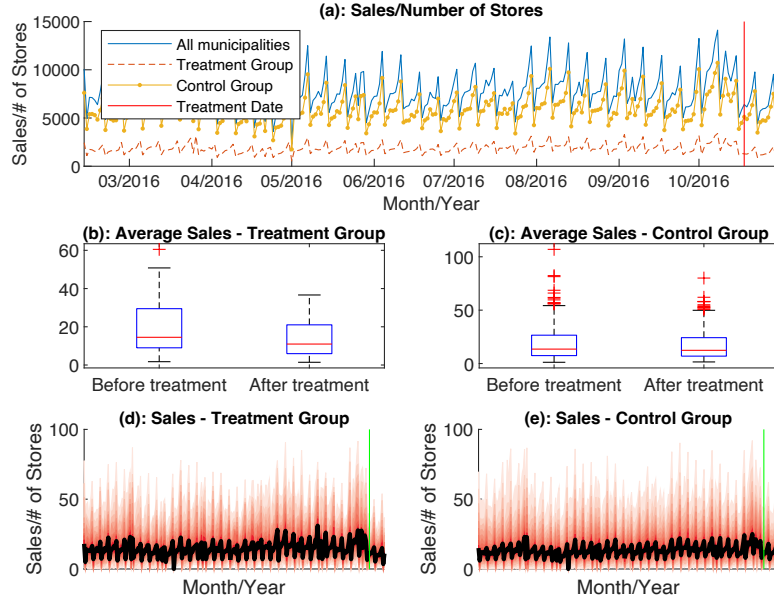 (a): Sales/Number of Stores
Sales/# of Stores
15000
10000
5000
0
All municipalities
Treatment Group
Control Group
Treatment Date
03/2016 04/2016 05/2016 06/2016 07/2016 08/2016 09/2016 10/2016
Month/Year
(b): Average Sales - Treatment Group
60
40
20
0
Before treatment After treatment
(c): Average Sales - Control Group
100
50
0
Before treatment After treatment
(d): Sales - Treatment Group
Sales/# of Stores
100
50
0
Month/Year
(e): Sales - Control Group
Sales/# of Stores
100
50
0
Month/Year